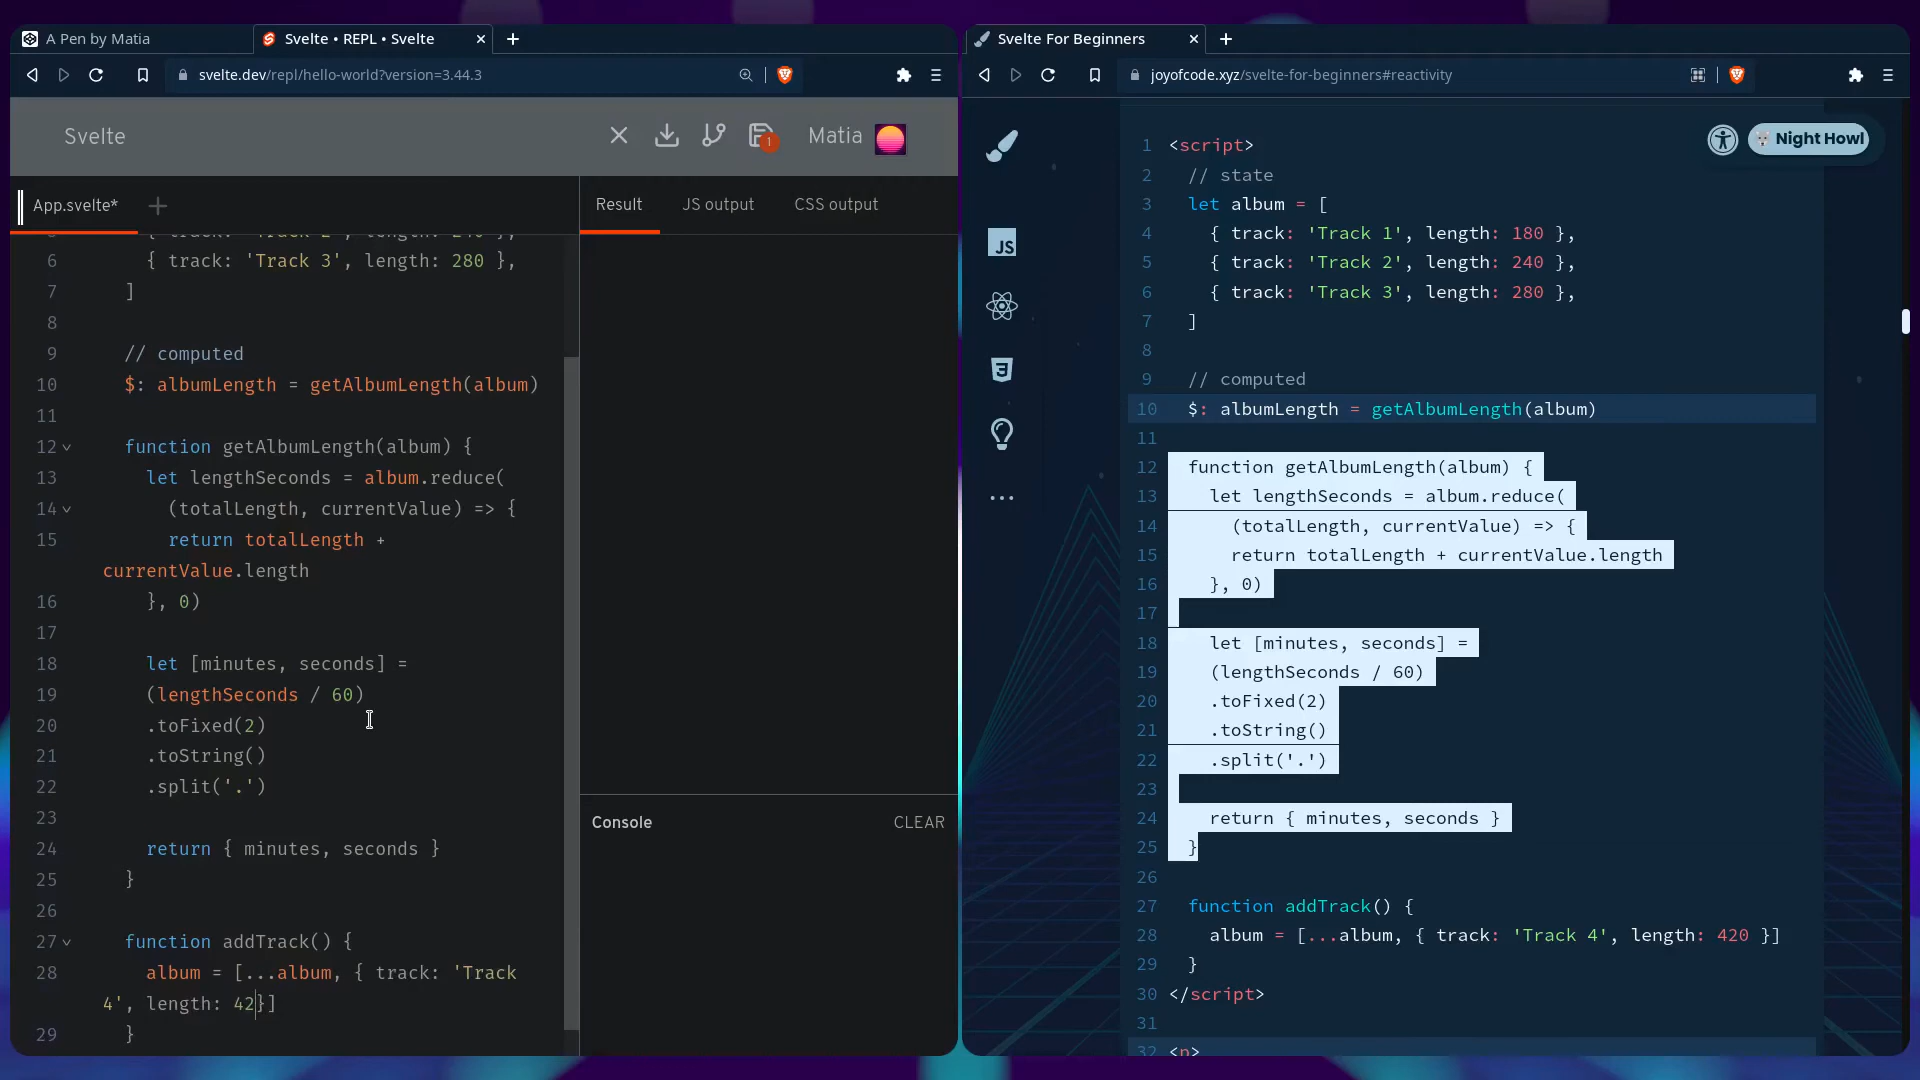 A Pen by Matia
Svelte • REPL • Svelte
svelte.dev/repl/hello-world?version=3.44.3
Svelte
1
Matia
App.svelte*
Result
JS output
CSS output
6 { track: 'Track 3', length: 280 },
7 ]
8
9 // computed
10 $: albumLength = getAlbumLength(album)
11
12 function getAlbumLength(album) {
13 let lengthSeconds = album.reduce(
14 (totalLength, currentValue) => {
15 return totalLength +
currentValue.length
16 }, 0)
17
18 let [minutes, seconds] =
19 (lengthSeconds / 60)
20 .toFixed(2)
21 .toString()
22 .split('.')
23
24 return { minutes, seconds }
25 }
26
27 function addTrack() {
28 album = [...album, { track: 'Track
4', length: 42}]
29 }
Console
CLEAR
Svelte For Beginners
joyofcode.xyz/svelte-for-beginners#reactivity
JS
Night Howl
1 <script>
2 // state
3 let album = [
4 { track: 'Track 1', length: 180 },
5 { track: 'Track 2', length: 240 },
6 { track: 'Track 3', length: 280 },
7 ]
8
9 // computed
10 $: albumLength = getAlbumLength(album)
11
12 function getAlbumLength(album) {
13 let lengthSeconds = album.reduce(
14 (totalLength, currentValue) => {
15 return totalLength + currentValue.length
16 }, 0)
17
18 let [minutes, seconds] =
19 (lengthSeconds / 60)
20 .toFixed(2)
21 .toString()
22 .split('.')
23
24 return { minutes, seconds }
25 }
26
27 function addTrack() {
28 album = [...album, { track: 'Track 4', length: 420 }]
29 }
30 </script>
31
32 <p>